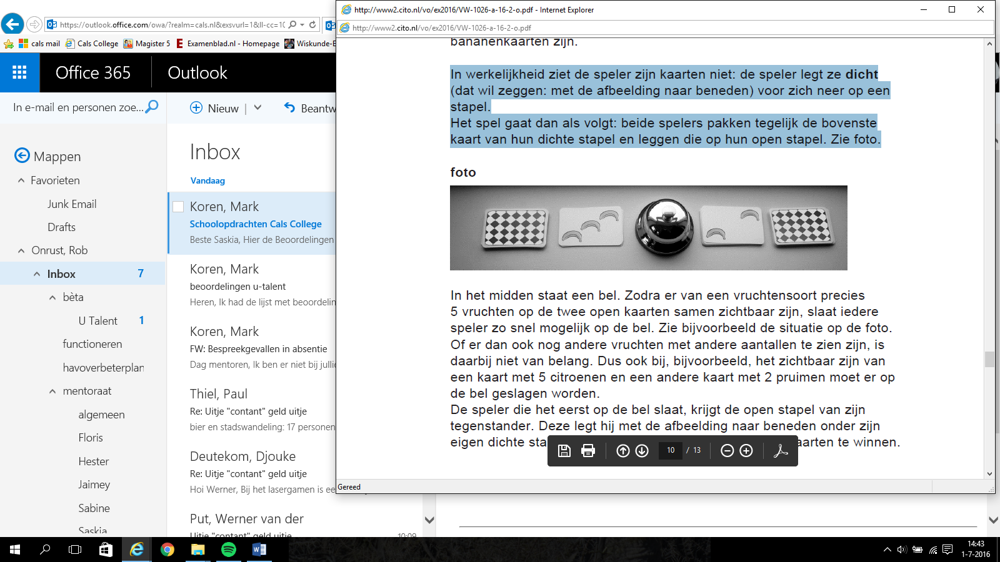 http://www2.cito.nl/vo/ex2016/VW-1026-a-16-2-o.pdf - Internet Explorer
https://outlook.office.com/owa/?realm=cals.nl&exsvurl=1&ll-cc=10
http://www2.cito.nl/vo/ex2016/VW-1026-a-16-2-o.pdf
cals mail
Cals College
Magister 5
Examenblad.nl - Homepage
Wiskunde-E
Office 365
Outlook
In e-mail en personen zoe...
Nieuw
Beantw
Mappen
Favorieten
Junk Email
Drafts
Onrust, Rob
Inbox 7
bèta
U Talent 1
functioneren
havoverbeterplan
mentoraat
algemeen
Floris
Hester
Jaimey
Sabine
Saskia
Inbox
Vandaag
Koren, Mark
Schoolopdrachten Cals College
Beste Saskia, Hier de Beoordelingen
Koren, Mark
beoordelingen u-talent
Heren, Ik had de lijst met beoordelin
Koren, Mark
FW: Bespreekgevallen in absentie
Dag mentoren, Ik ben er niet bij jullie
Thiel, Paul
Re: Uitje "contant" geld uitje
bier en stadswandeling: 17 personen
Deutekom, Djouke
Re: Uitje "contant" geld uitje
Hoi Werner, Bij het lasergamen is ee
Put, Werner van der
Uitje "contant" geld uitje 10:09
bananenkaarten zijn.
In werkelijkheid ziet de speler zijn kaarten niet: de speler legt ze dicht
(dat wil zeggen: met de afbeelding naar beneden) voor zich neer op een
stapel.
Het spel gaat dan als volgt: beide spelers pakken tegelijk de bovenste
kaart van hun dichte stapel en leggen die op hun open stapel. Zie foto.
foto
In het midden staat een bel. Zodra er van een vruchtensoort precies
5 vruchten op de twee open kaarten samen zichtbaar zijn, slaat iedere
speler zo snel mogelijk op de bel. Zie bijvoorbeeld de situatie op de foto.
Of er dan ook nog andere vruchten met andere aantallen te zien zijn, is
daarbij niet van belang. Dus ook bij, bijvoorbeeld, het zichtbaar zijn van
een kaart met 5 citroenen en een andere kaart met 2 pruimen moet er op
de bel geslagen worden.
De speler die het eerst op de bel slaat, krijgt de open stapel van zijn
tegenstander. Deze legt hij met de afbeelding naar beneden onder zijn
eigen dichte sta aarten te winnen.
10 / 13
Gereed
14:43
1-7-2016